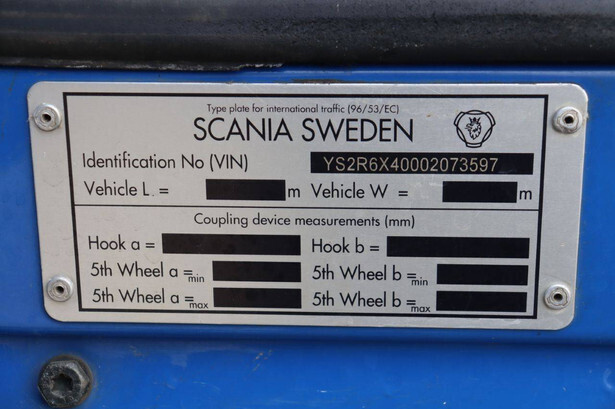 Type plate for international traffic (96/53/EC)
SCANIA SWEDEN
Identification No (VIN) YS2R6X40002073597
Vehicle L. = m Vehicle W = m
Coupling device measurements (mm)
Hook a = Hook b =
5th Wheel a =min 5th Wheel b =min
5th Wheel a =max 5th Wheel b =max